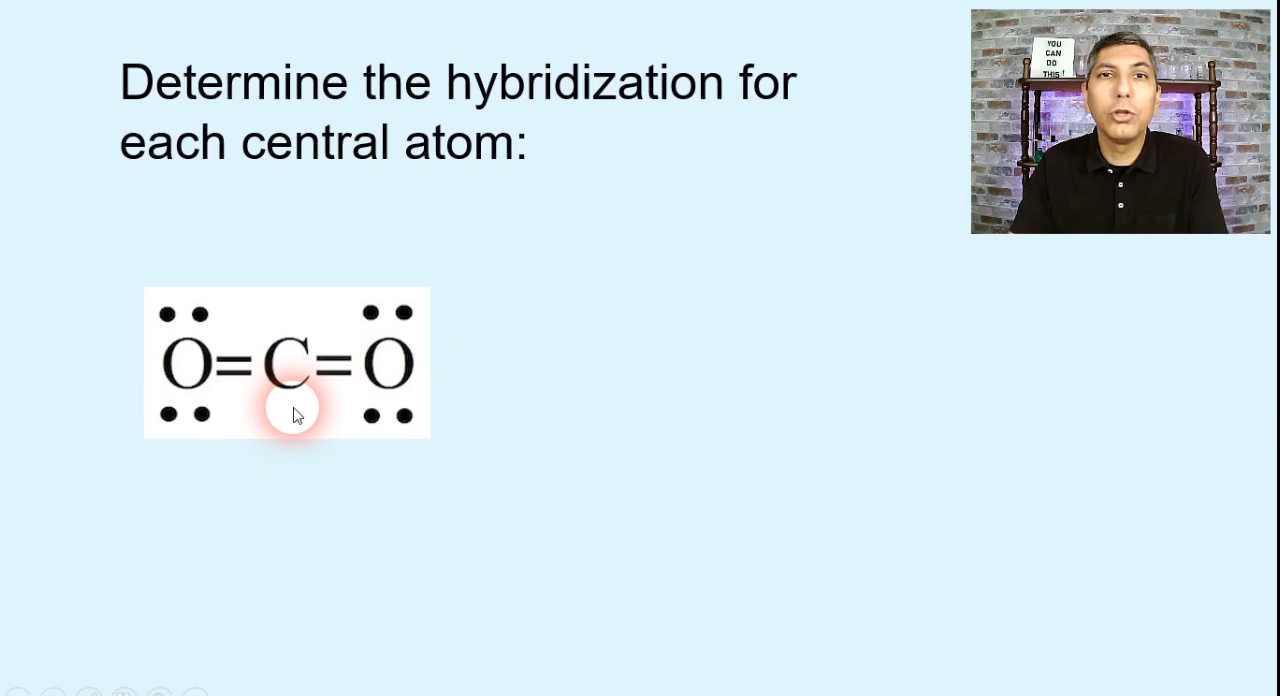 Determine the hybridization for
each central atom:
YOU
CAN
DO
THIS !
O=C=O